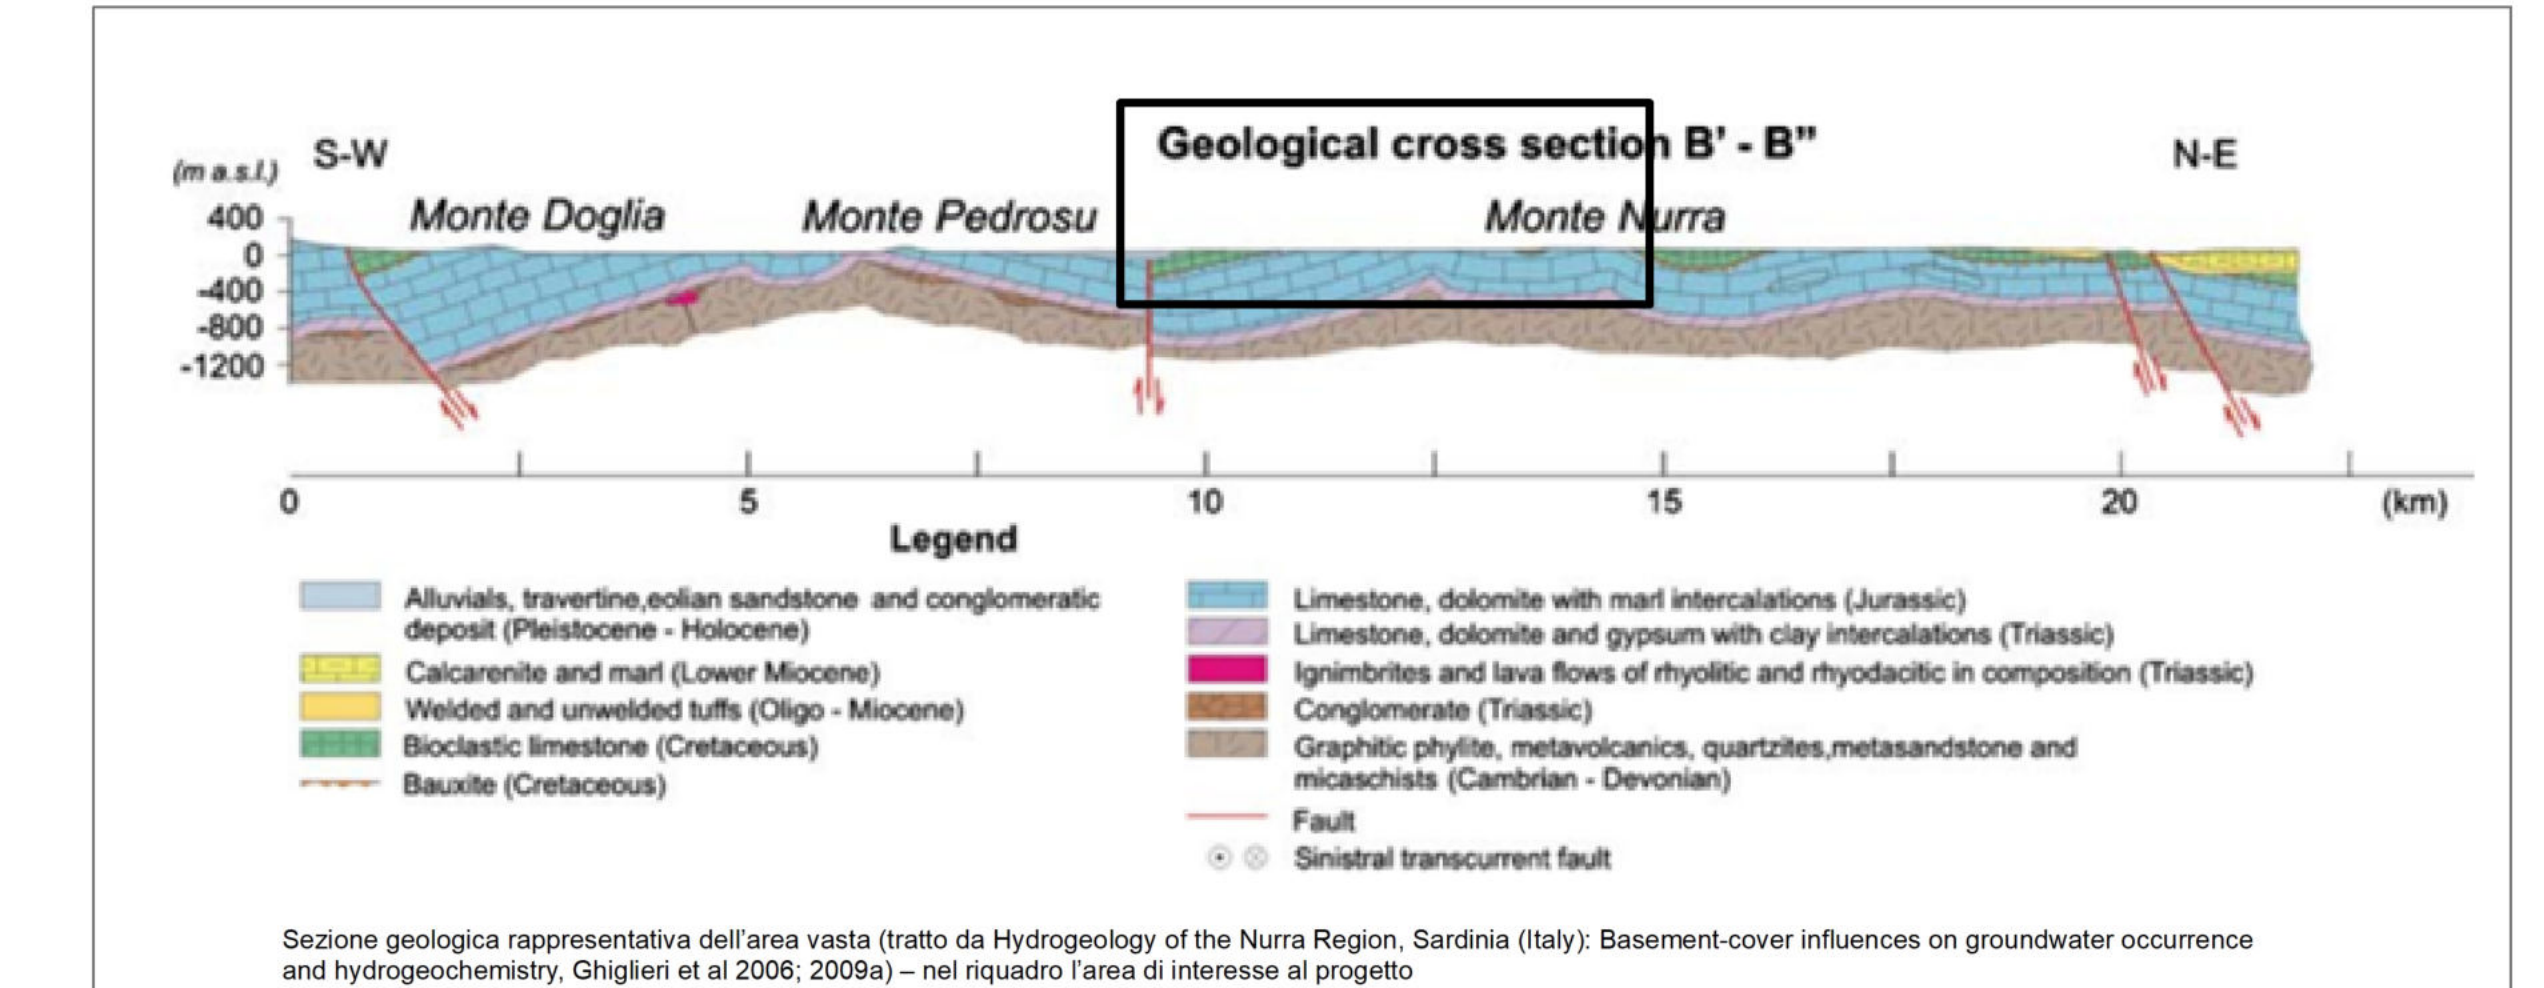 Geological cross section B' - B”
S-W
N-E
(m a.s.l.)
Monte Doglia
Monte Pedrosu
Monte Nurra
400
0
-400
-800
-1200
0
5
10
15
20
(km)
Legend
Alluvials, travertine,eolian sandstone and conglomeratic
deposit (Pleistocene - Holocene)
Calcarenite and marl (Lower Miocene)
Welded and unwelded tuffs (Oligo - Miocene)
Bioclastic limestone (Cretaceous)
Bauxite (Cretaceous)
Limestone, dolomite with marl intercalations (Jurassic)
Limestone, dolomite and gypsum with clay intercalations (Triassic)
Ignimbrites and lava flows of rhyolitic and rhyodacitic in composition (Triassic)
Conglomerate (Triassic)
Graphitic phylite, metavolcanics, quartzites,metasandstone and
micaschists (Cambrian - Devonian)
Fault
Sinistral transcurrent fault
Sezione geologica rappresentativa dell’area vasta (tratto da Hydrogeology of the Nurra Region, Sardinia (Italy): Basement-cover influences on groundwater occurrence
and hydrogeochemistry, Ghiglieri et al 2006; 2009a) – nel riquadro l’area di interesse al progetto